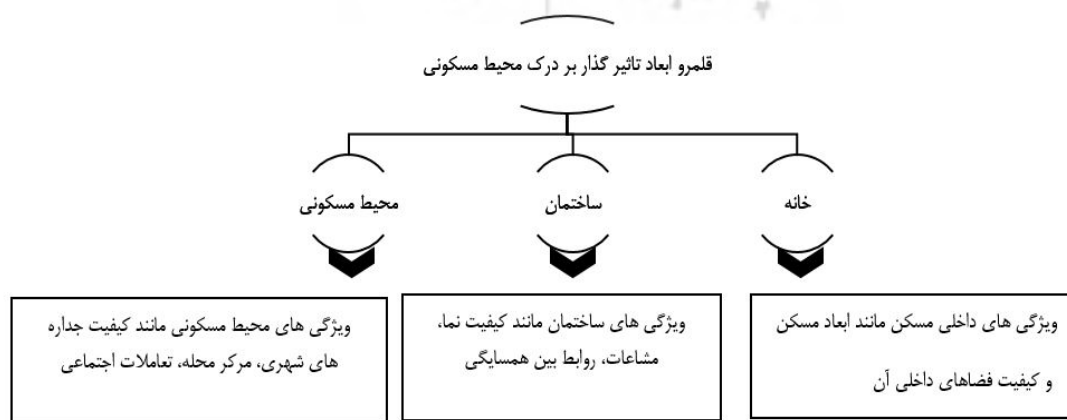 قلمرو ابعاد تاثیر گذار بر درک محیط مسکونی
خانه
ساختمان
محیط مسکونی
ویژگی های داخلی مسکن مانند ابعاد مسکن
و کیفیت فضاهای داخلی آن
ویژگی های ساختمان مانند کیفیت نما،
مشاعات، روابط بین همسایگی
ویژگی های محیط مسکونی مانند کیفیت جداره
های شهری، مرکر محله، تعاملات اجتماعی